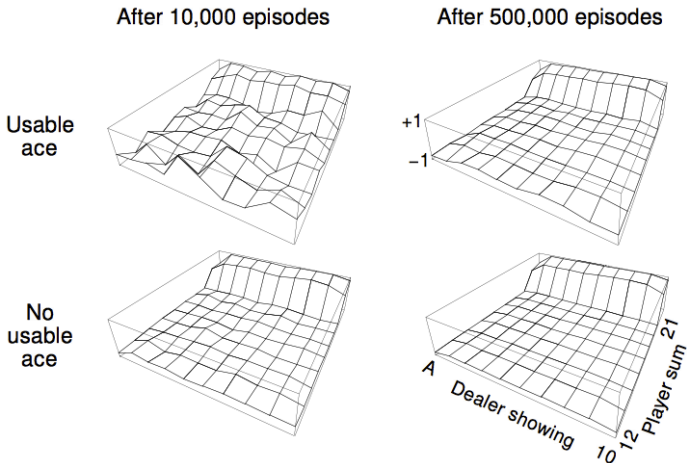 After 10,000 episodes
After 500,000 episodes
Usable
ace
+1
−1
No
usable
ace
A
Dealer showing
10
12
Player sum
21